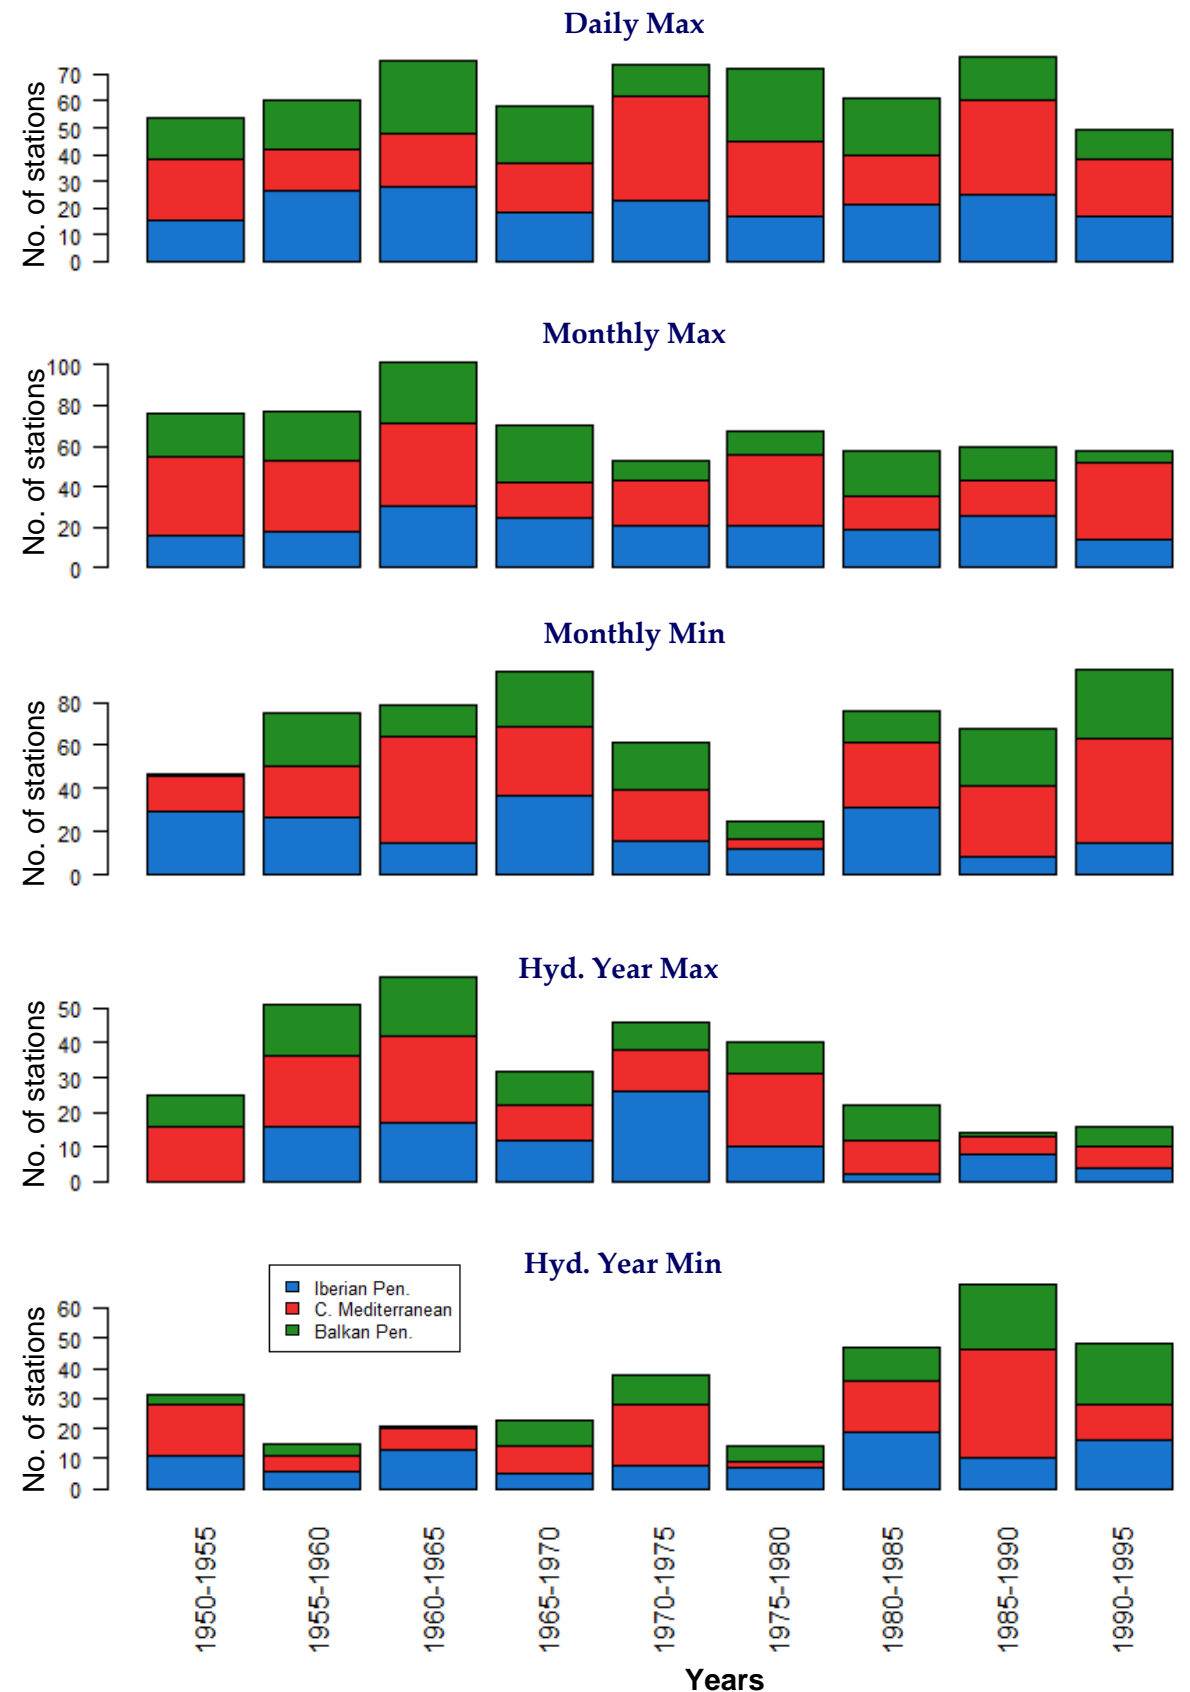 Daily Max
No. of stations
70
60
50
40
30
20
10
0
Monthly Max
No. of stations
100
80
60
40
20
0
Monthly Min
No. of stations
80
60
40
20
0
Hyd. Year Max
No. of stations
50
40
30
20
10
0
Hyd. Year Min
No. of stations
60
50
40
30
20
10
0
Iberian Pen.
C. Mediterranean
Balkan Pen.
1950-1955
1955-1960
1960-1965
1965-1970
1970-1975
1975-1980
1980-1985
1985-1990
1990-1995
Years